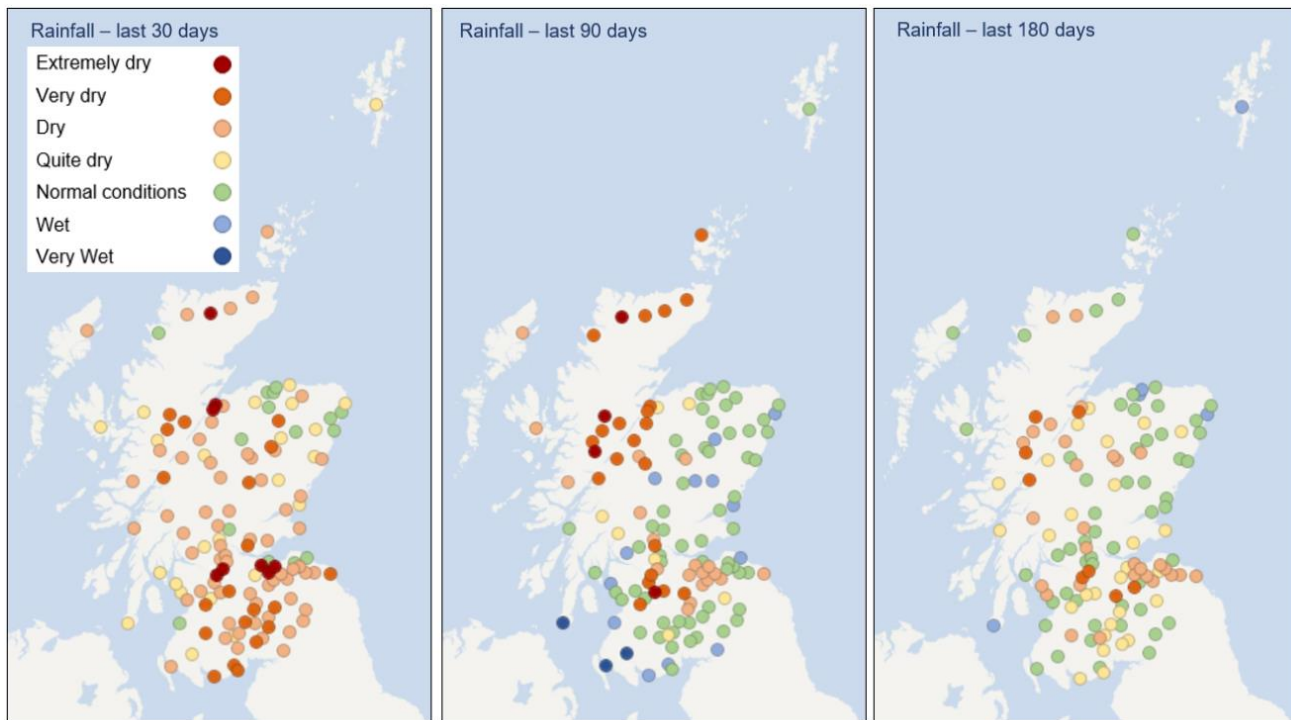 Rainfall – last 30 days
Extremely dry
Very dry
Dry
Quite dry
Normal conditions
Wet
Very Wet
Rainfall – last 90 days
Rainfall – last 180 days